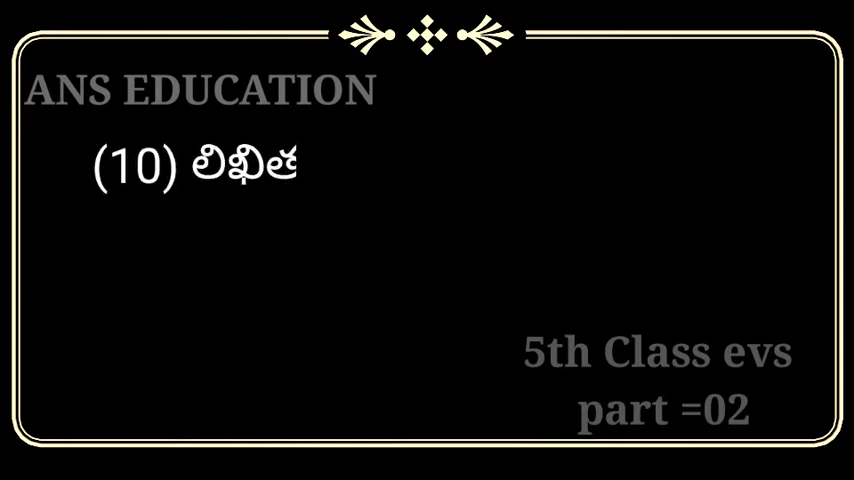 ANS EDUCATION
(10) లిఖిత
5th Class evs
part =02